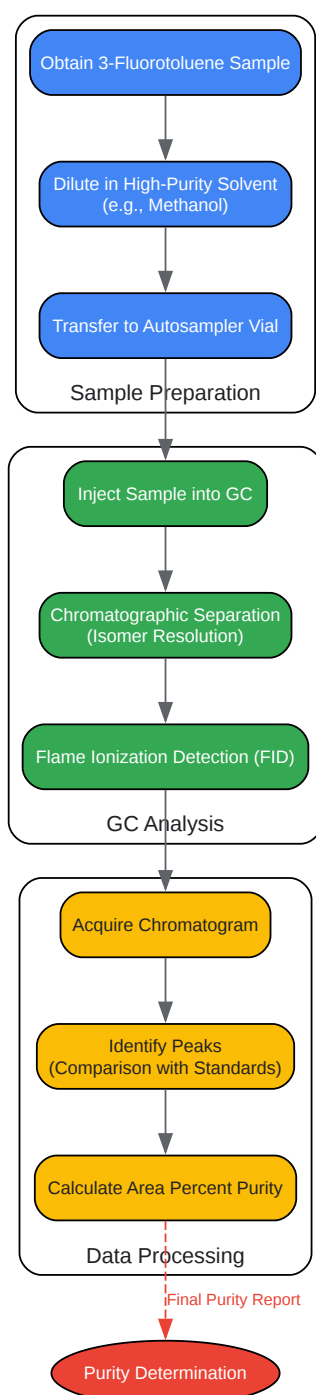 Obtain 3-Fluorotoluene Sample
Dilute in High-Purity Solvent
(e.g., Methanol)
Transfer to Autosampler Vial
Sample Preparation
Inject Sample into GC
Chromatographic Separation
(Isomer Resolution)
Flame Ionization Detection (FID)
GC Analysis
Acquire Chromatogram
Identify Peaks
(Comparison with Standards)
Calculate Area Percent Purity
Data Processing
Final Purity Report
Purity Determination